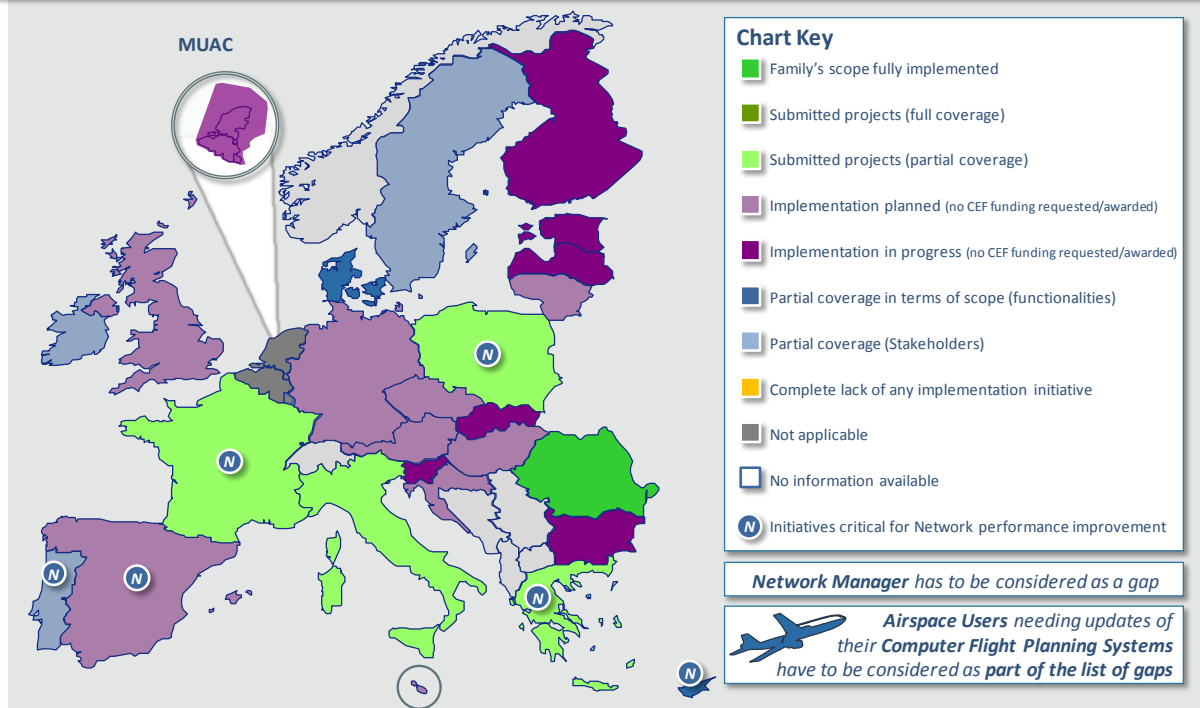 MUAC
N
N
N
N
N
N
Chart Key
Family's scope fully implemented
Submitted projects (full coverage)
Submitted projects (partial coverage)
Implementation planned (no CEF funding requested/awarded)
Implementation in progress (no CEF funding requested/awarded)
Partial coverage in terms of scope (functionalities)
Partial coverage (Stakeholders)
Complete lack of any implementation initiative
Not applicable
No information available
N Initiatives critical for Network performance improvement
Network Manager has to be considered as a gap
Airspace Users needing updates of
their Computer Flight Planning Systems
have to be considered as part of the list of gaps